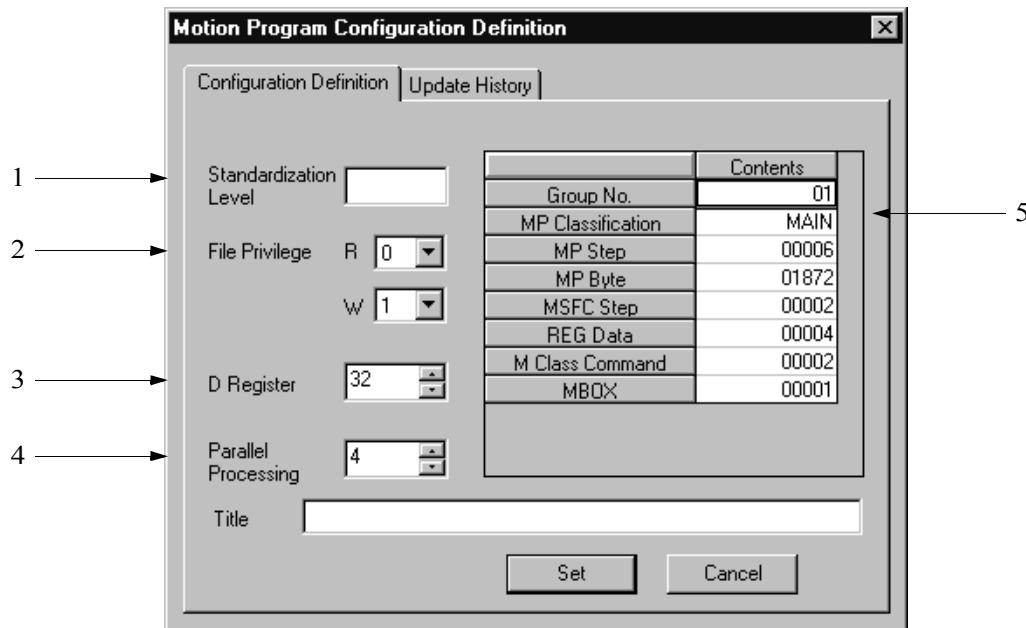 Motion Program Configuration Definition
Configuration Definition
Update History
1
Standardization
Level
2
File Privilege R 0
W 1
3
D Register 32
4
Parallel
Processing
4
Contents
Group No. 01
MP Classification MAIN
MP Step 00006
MP Byte 01872
MSFC Step 00002
REG Data 00004
M Class Command 00002
MBOX 00001
5
Title
Set
Cancel